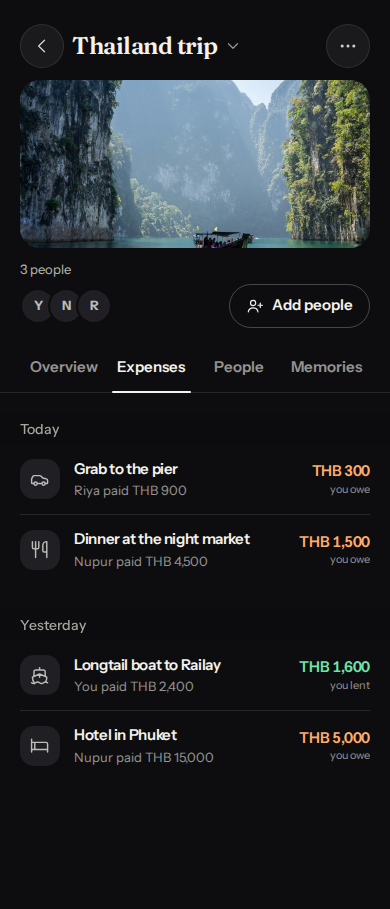 Thailand trip
3 people
Y N R
Add people
Overview Expenses People Memories
Today
Grab to the pier THB 300
Riya paid THB 900 you owe
Dinner at the night market THB 1,500
Nupur paid THB 4,500 you owe
Yesterday
Longtail boat to Railay THB 1,600
You paid THB 2,400 you lent
Hotel in Phuket THB 5,000
Nupur paid THB 15,000 you owe